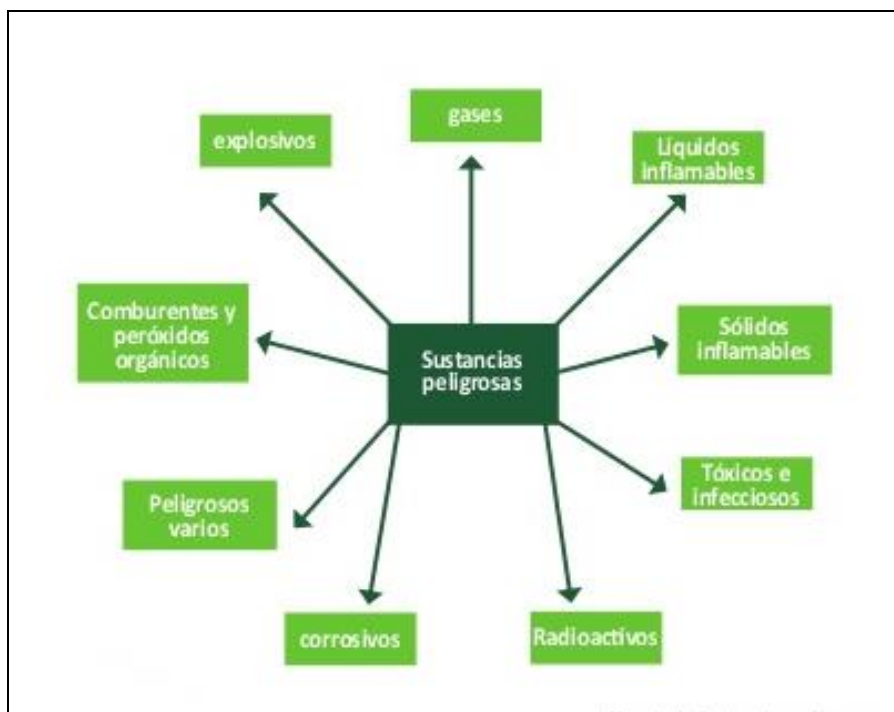 gases
explosivos
Líquidos
inflamables
Comburentes y
peróxidos
orgánicos
Sustancias
peligrosas
Sólidos
inflamables
Tóxicos e
infecciosos
Peligrosos
varios
corrosivos
Radioactivos